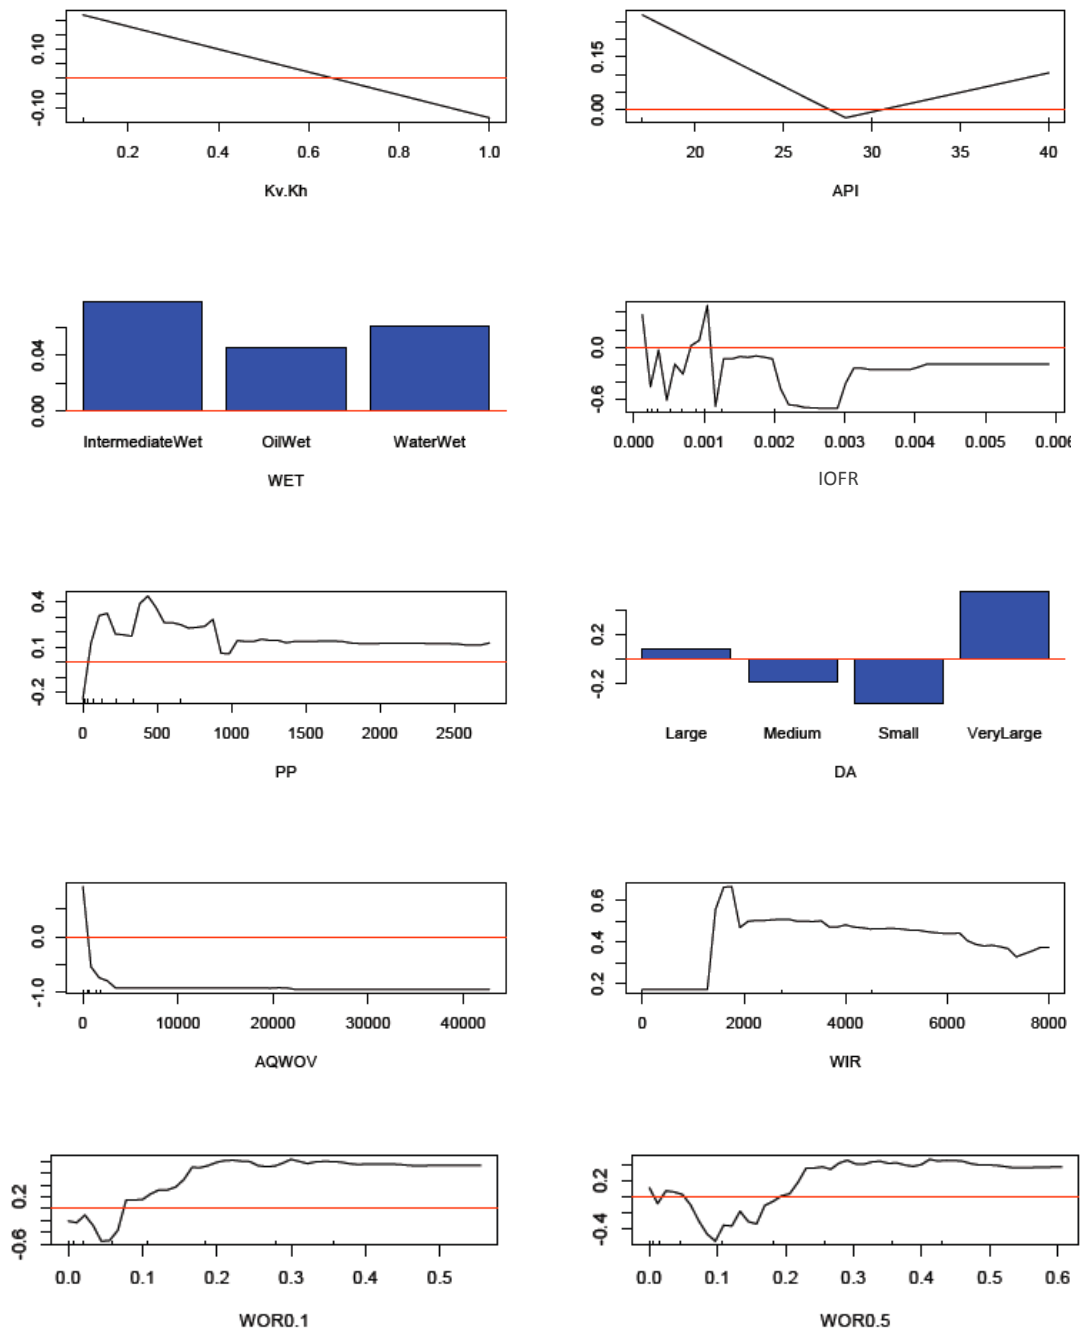 0.10
-0.10
0.2 0.4 0.6 0.8 1.0
Kv.Kh
0.15
0.00
20 25 30 35 40
API
0.04
0.00
IntermediateWet OilWet WaterWet
WET
0.0
-0.6
0.000 0.001 0.002 0.003 0.004 0.005 0.006
IOFR
0.4
0.1
-0.2
0 500 1000 1500 2000 2500
PP
0.2
-0.2
Large Medium Small VeryLarge
DA
0.0
-1.0
0 10000 20000 30000 40000
AQWOV
0.6
0.4
0.2
0 2000 4000 6000 8000
WIR
0.2
-0.6
0.0 0.1 0.2 0.3 0.4 0.5
WOR0.1
0.2
-0.4
0.0 0.1 0.2 0.3 0.4 0.5 0.6
WOR0.5